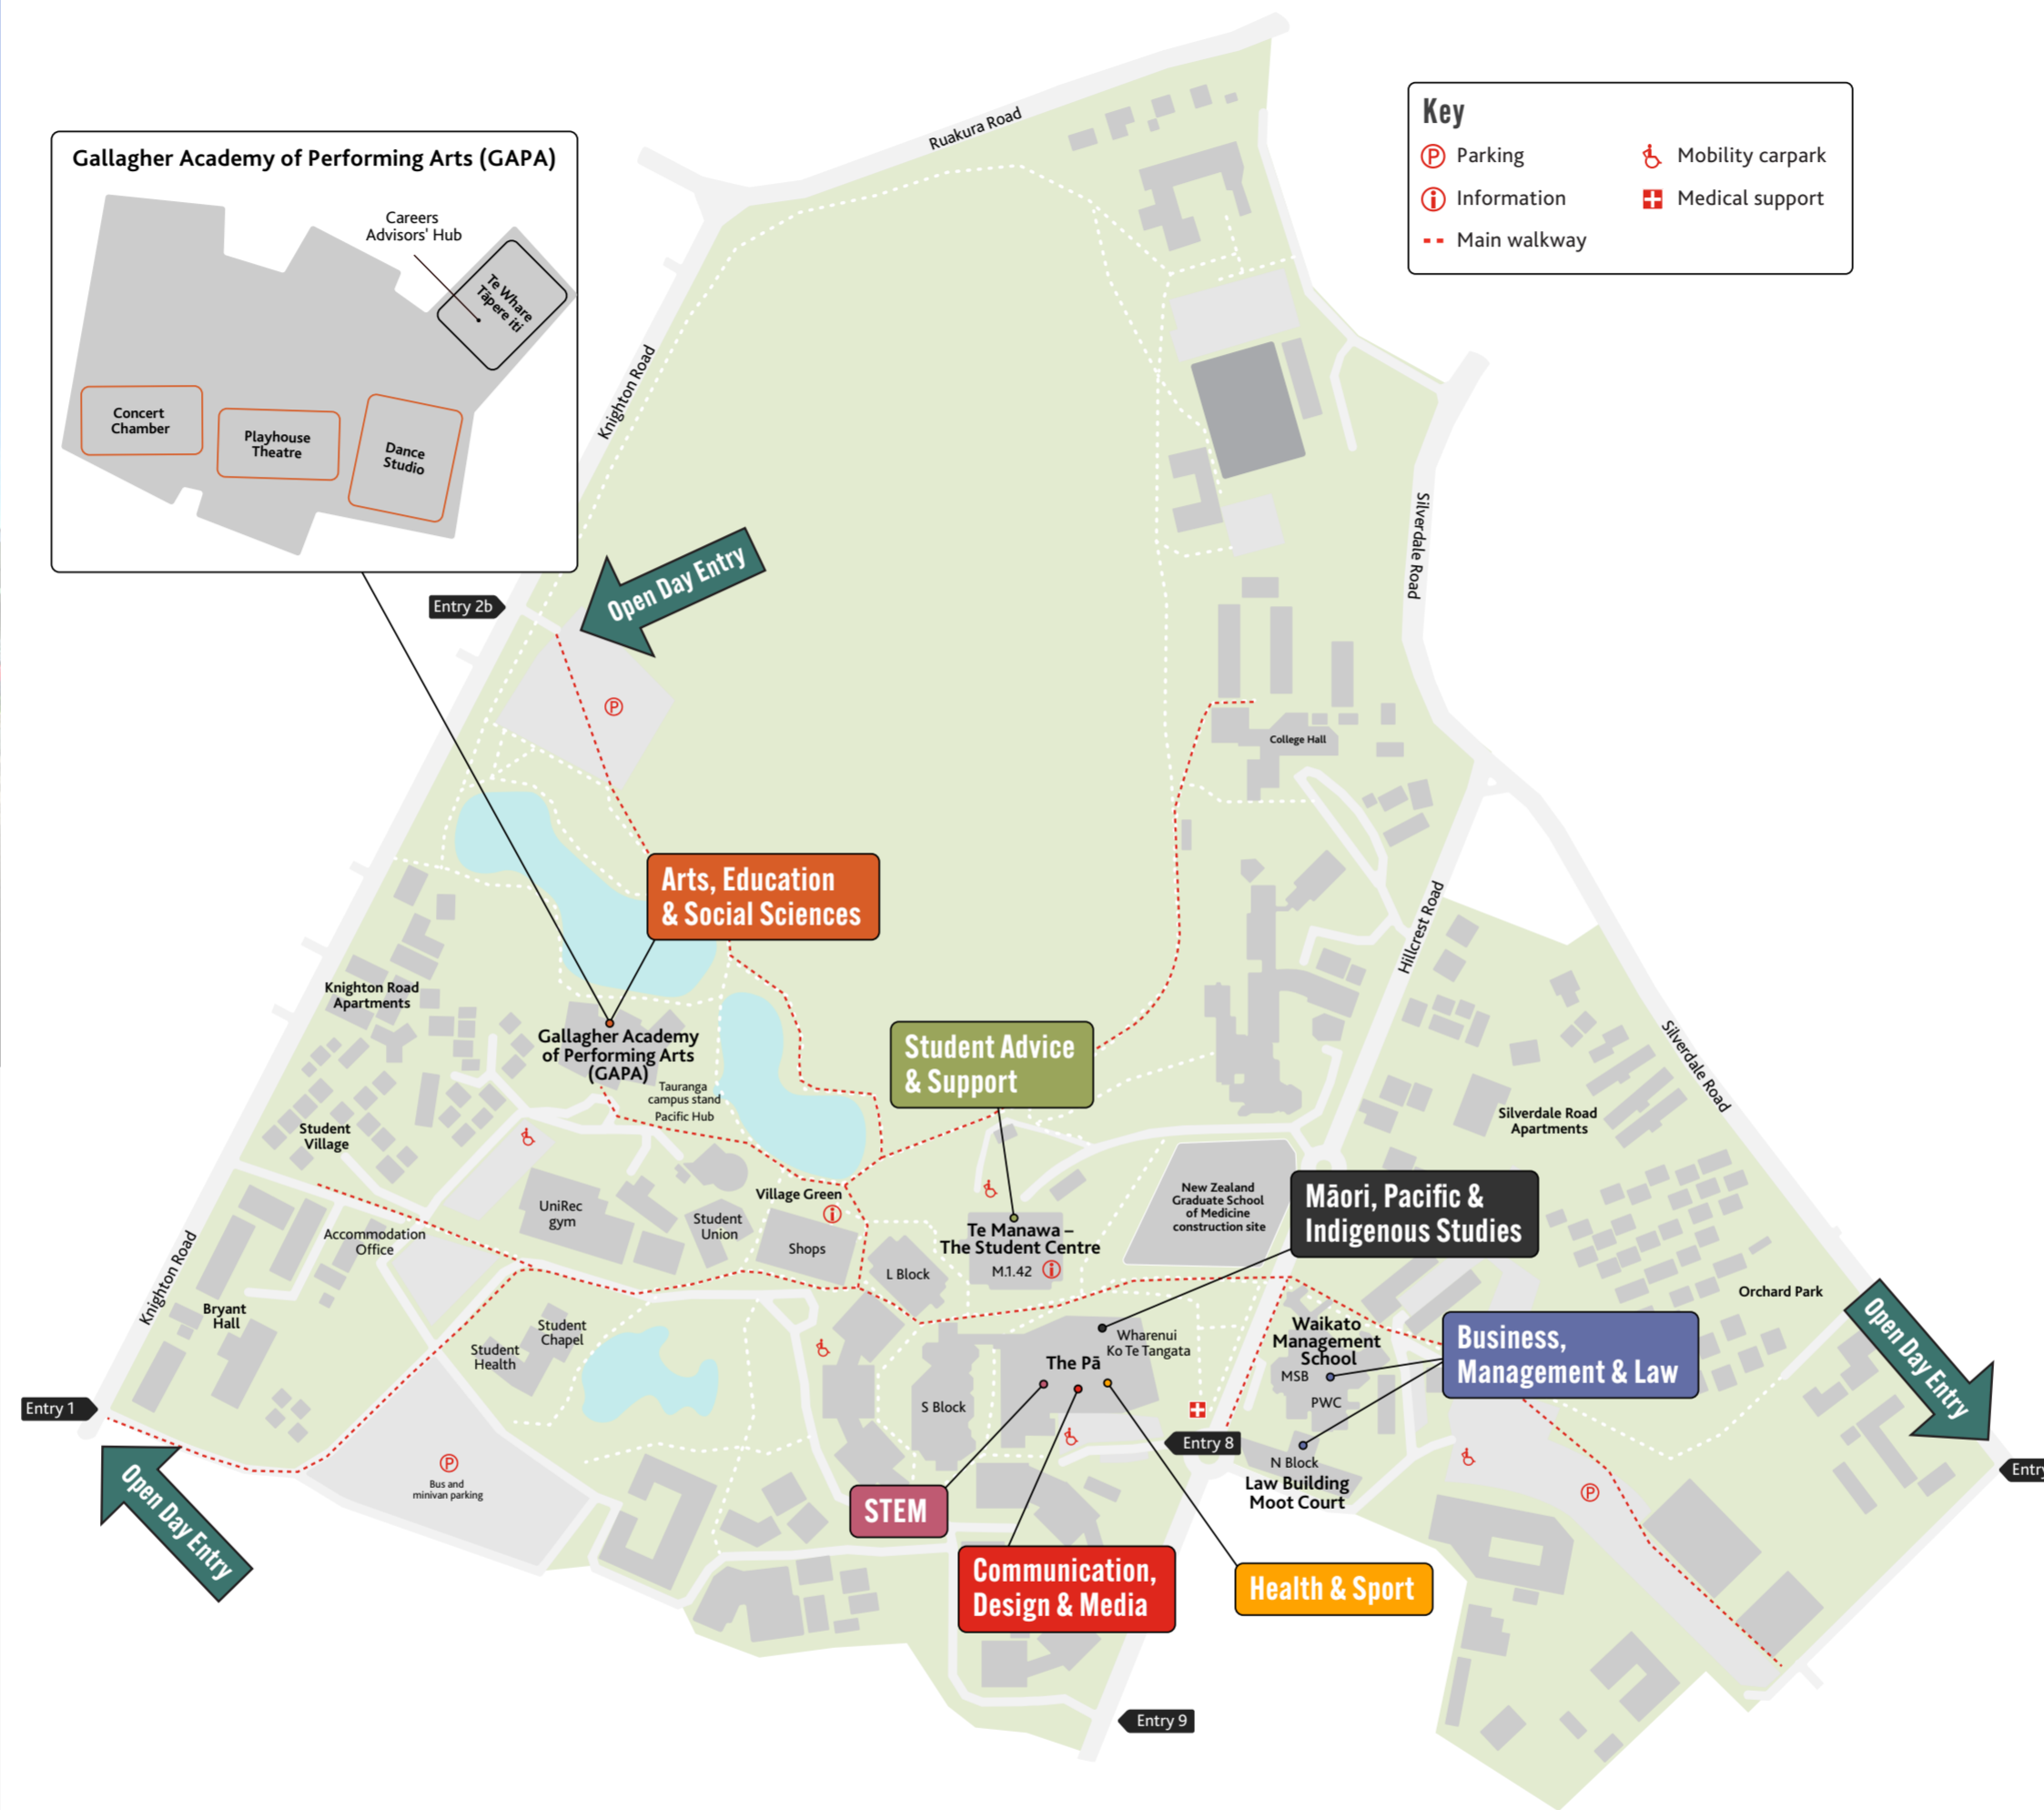 Ruakura Road
Key
Parking
Mobility carpark
Information
Medical support
Main walkway
Gallagher Academy of Performing Arts (GAPA)
Careers
Advisors' Hub
Te Whare
Tāpere iti
Concert
Chamber
Playhouse
Theatre
Dance
Studio
Knighton Road
Silverdale Road
Open Day Entry
Entry 2b
College Hall
Arts, Education
& Social Sciences
Hillcrest Road
Knighton Road
Apartments
Gallagher Academy
of Performing Arts
(GAPA)
Tauranga
campus stand
Pacific Hub
Student Advice
& Support
Silverdale Road
Silverdale Road
Apartments
Student
Village
UniRec
gym
Student
Union
Village Green
Shops
L Block
Te Manawa –
The Student Centre
M.1.42
New Zealand
Graduate School
of Medicine
construction site
Māori, Pacific &
Indigenous Studies
Accommodation
Office
Knighton Road
Bryant
Hall
Student
Chapel
Student
Health
Orchard Park
Open Day Entry
Wharenui
Ko Te Tangata
The Pā
Waikato
Management
School
MSB
PWC
Business,
Management & Law
Entry 1
S Block
Entry 8
N Block
Law Building
Moot Court
Entry
Open Day Entry
Bus and
minivan parking
STEM
Communication,
Design & Media
Health & Sport
Entry 9